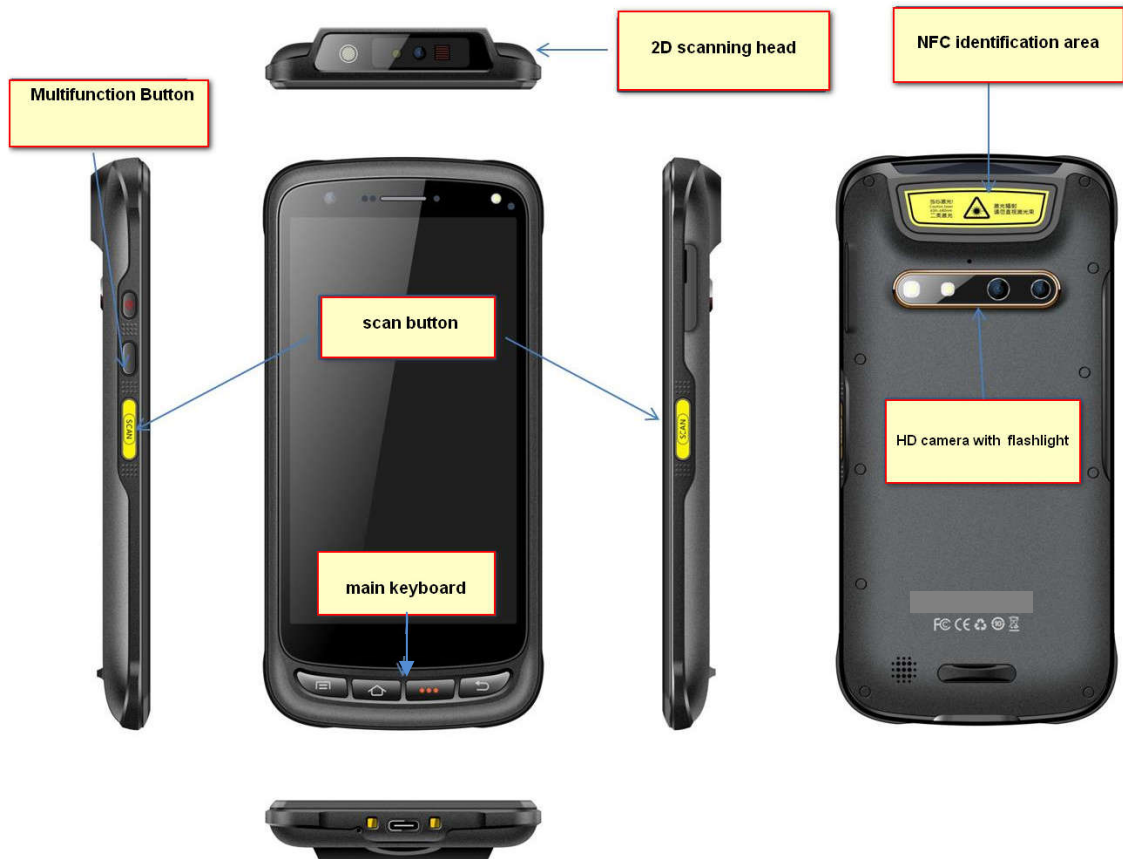 2D scanning head
NFC identification area
Multifunction Button
scan button
SCAN
SCAN
HD camera with flashlight
main keyboard
FC CE
10